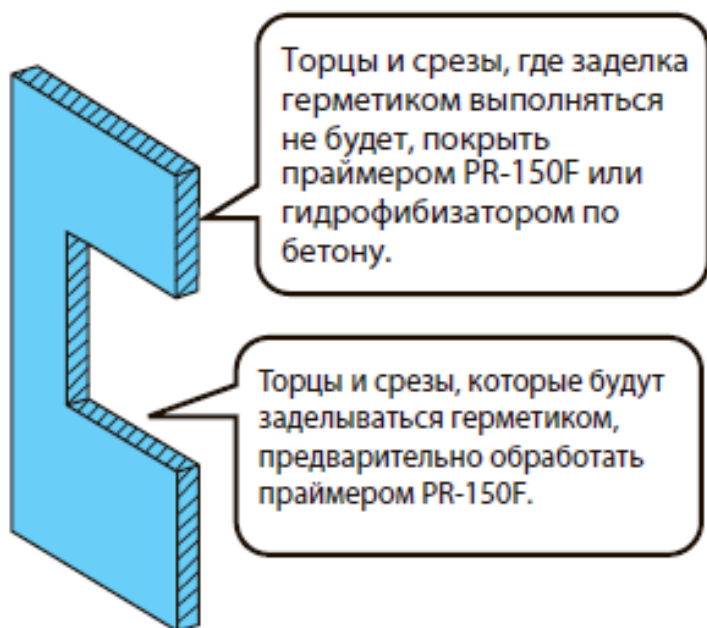 Торцы и срезы, где заделка
герметиком выполняться
не будет, покрыть
праймером PR-150F или
гидрофибизатором по
бетону.
Торцы и срезы, которые будут
заделываться герметиком,
предварительно обработать
праймером PR-150F.